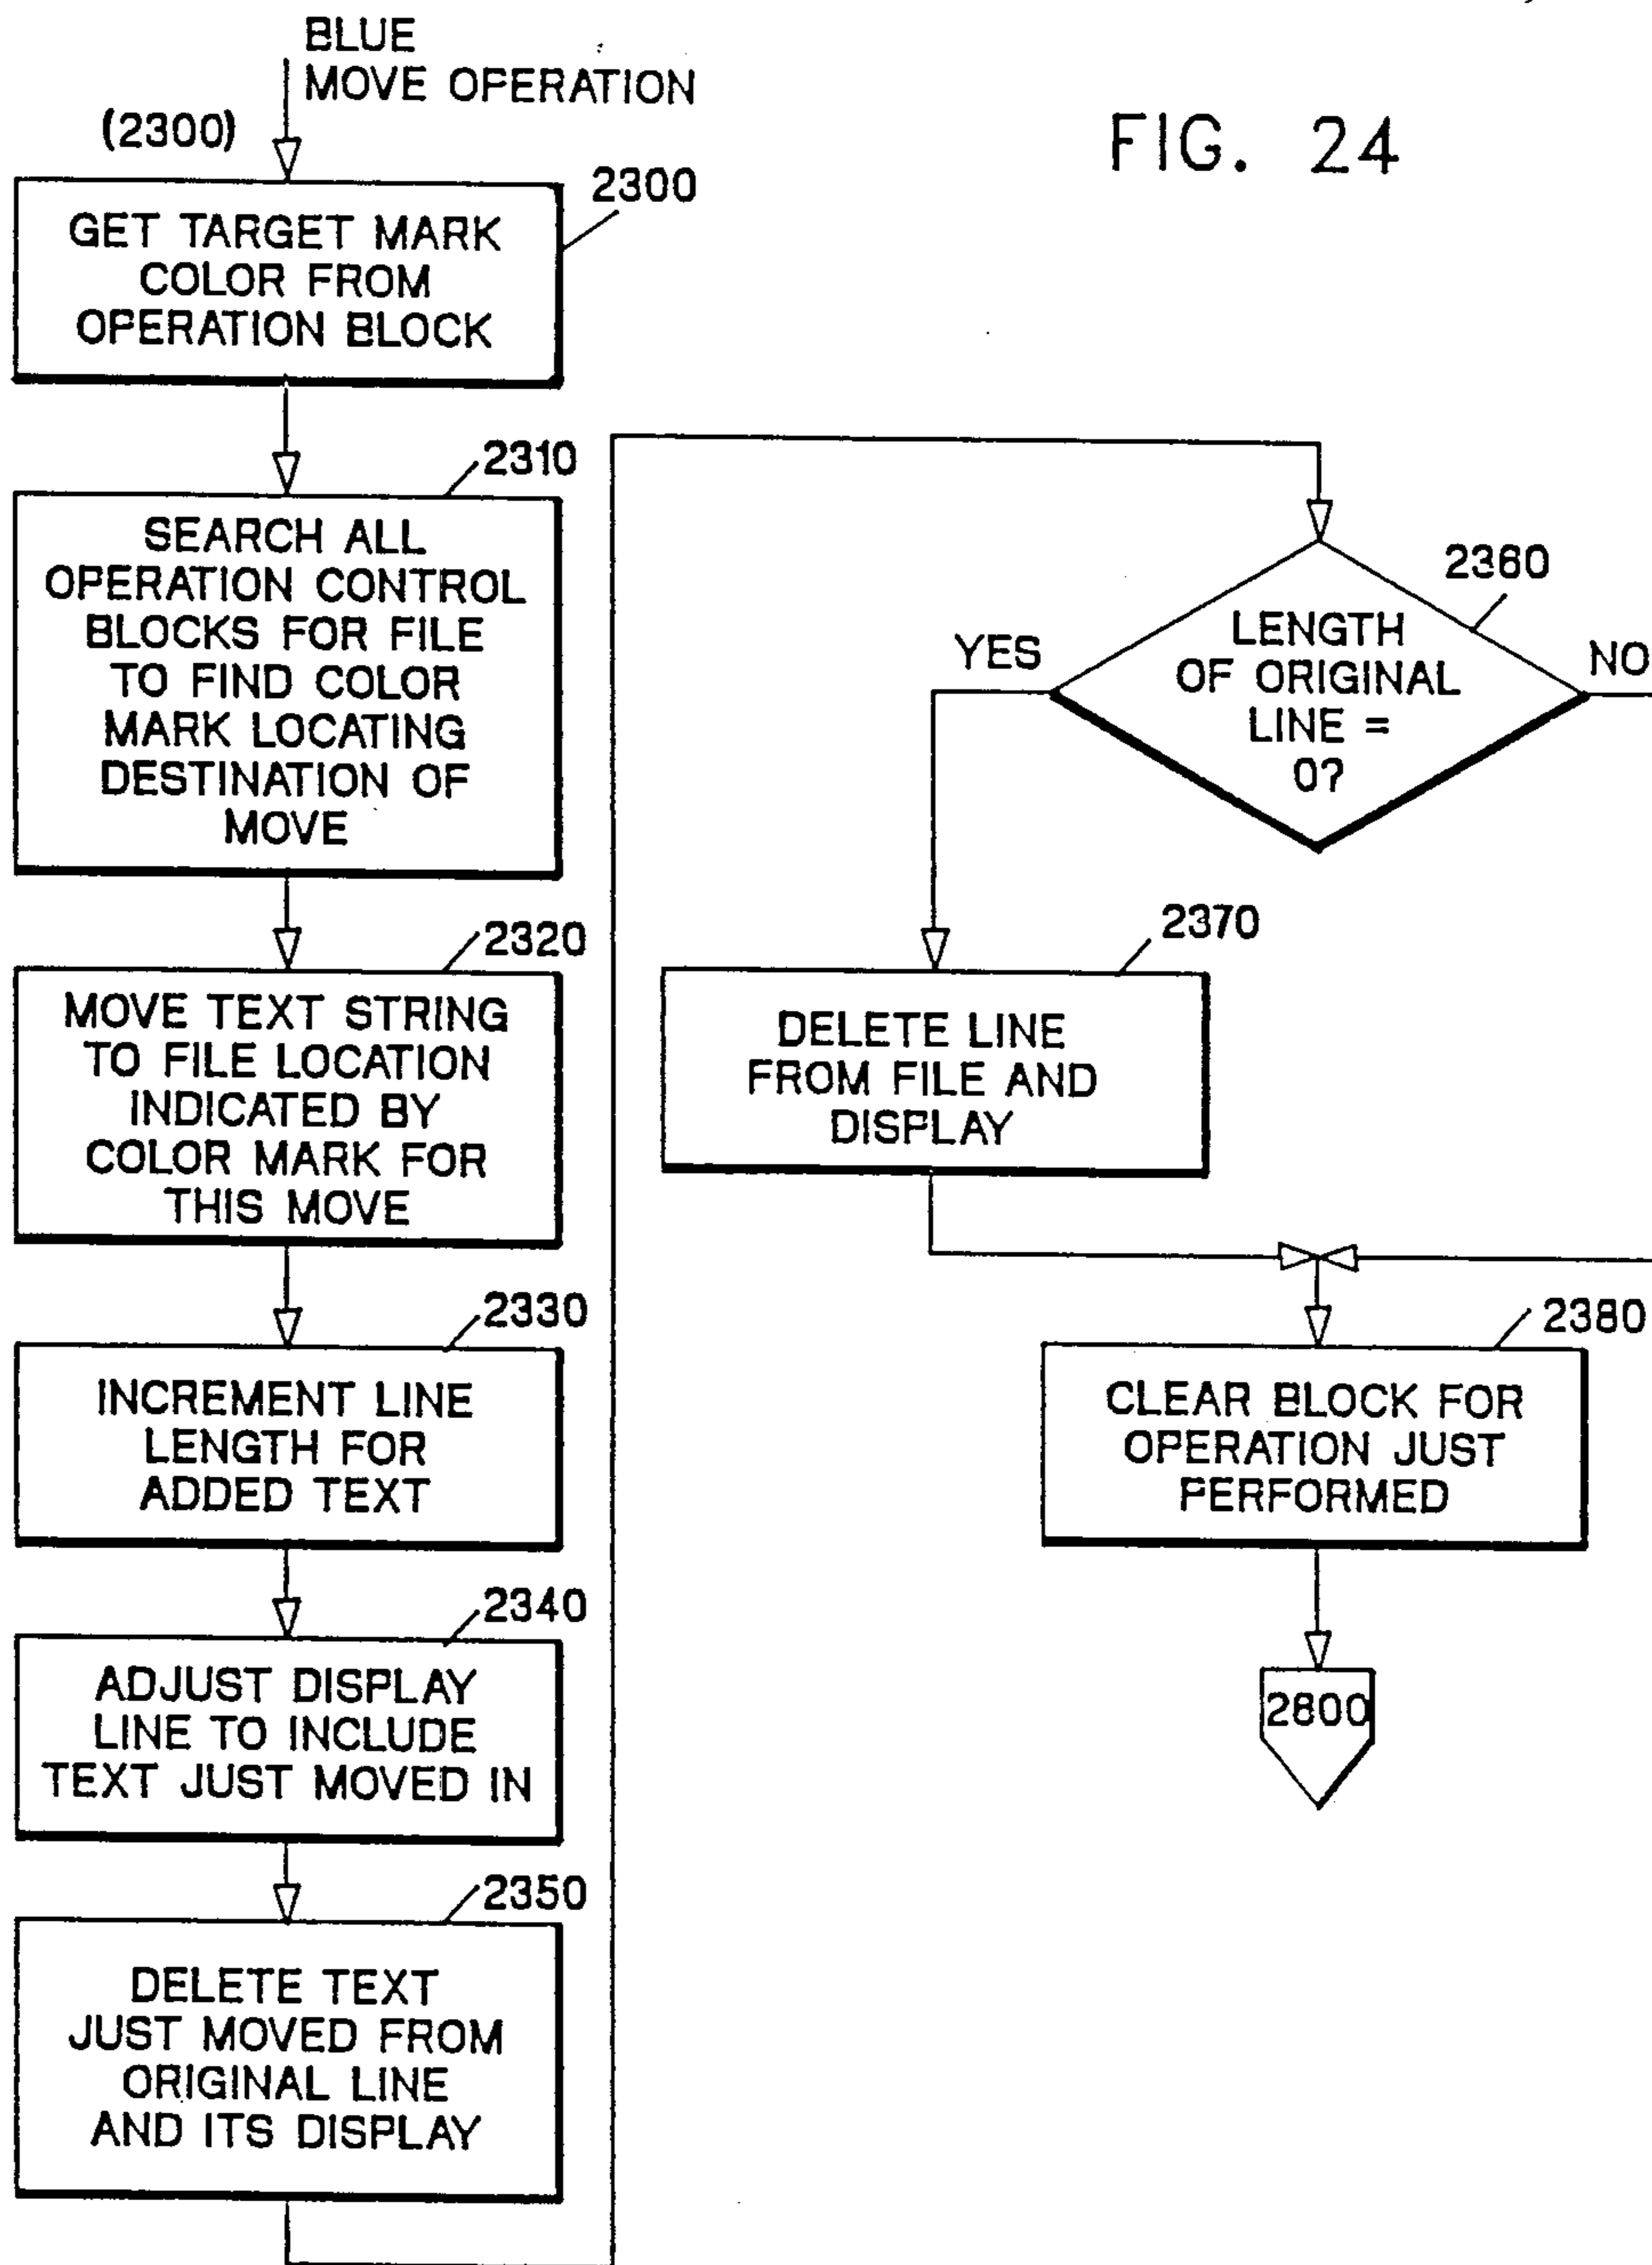 BLUE
MOVE OPERATION
(2300)
FIG. 24
2300
GET TARGET MARK
COLOR FROM
OPERATION BLOCK
2310
SEARCH ALL
OPERATION CONTROL
BLOCKS FOR FILE
TO FIND COLOR
MARK LOCATING
DESTINATION OF
MOVE
2320
MOVE TEXT STRING
TO FILE LOCATION
INDICATED BY
COLOR MARK FOR
THIS MOVE
2330
INCREMENT LINE
LENGTH FOR
ADDED TEXT
2340
ADJUST DISPLAY
LINE TO INCLUDE
TEXT JUST MOVED IN
2350
DELETE TEXT
JUST MOVED FROM
ORIGINAL LINE
AND ITS DISPLAY
2360
LENGTH
OF ORIGINAL
LINE =
0?
YES
NO
2370
DELETE LINE
FROM FILE AND
DISPLAY
2380
CLEAR BLOCK FOR
OPERATION JUST
PERFORMED
2800